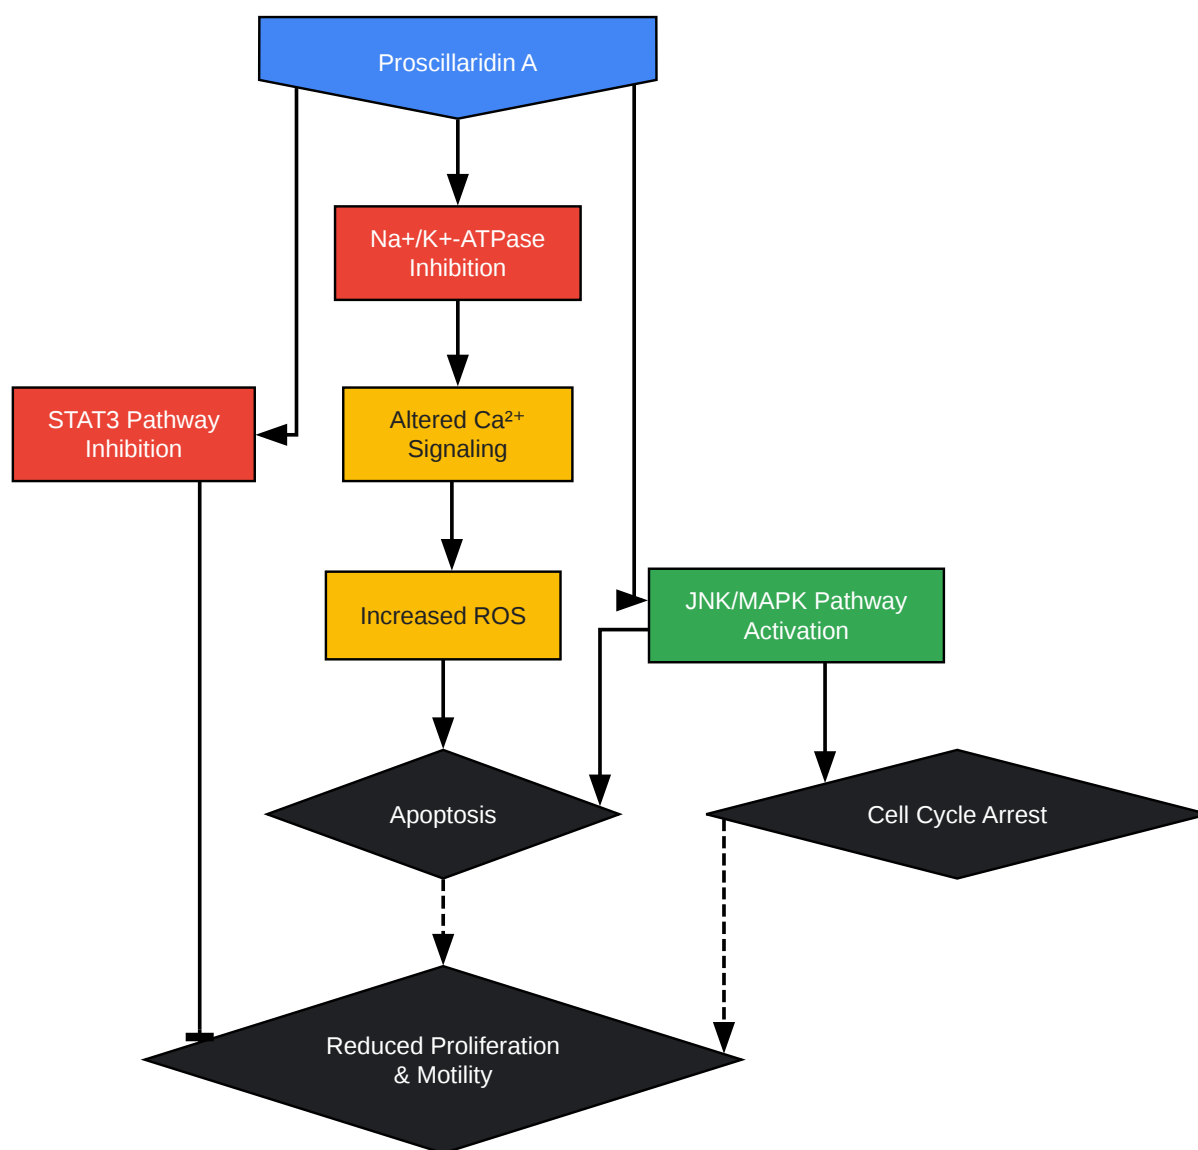 Proscillaridin A
Na+/K+-ATPase
Inhibition
STAT3 Pathway
Inhibition
Altered Ca²⁺
Signaling
Increased ROS
JNK/MAPK Pathway
Activation
Apoptosis
Cell Cycle Arrest
Reduced Proliferation
& Motility